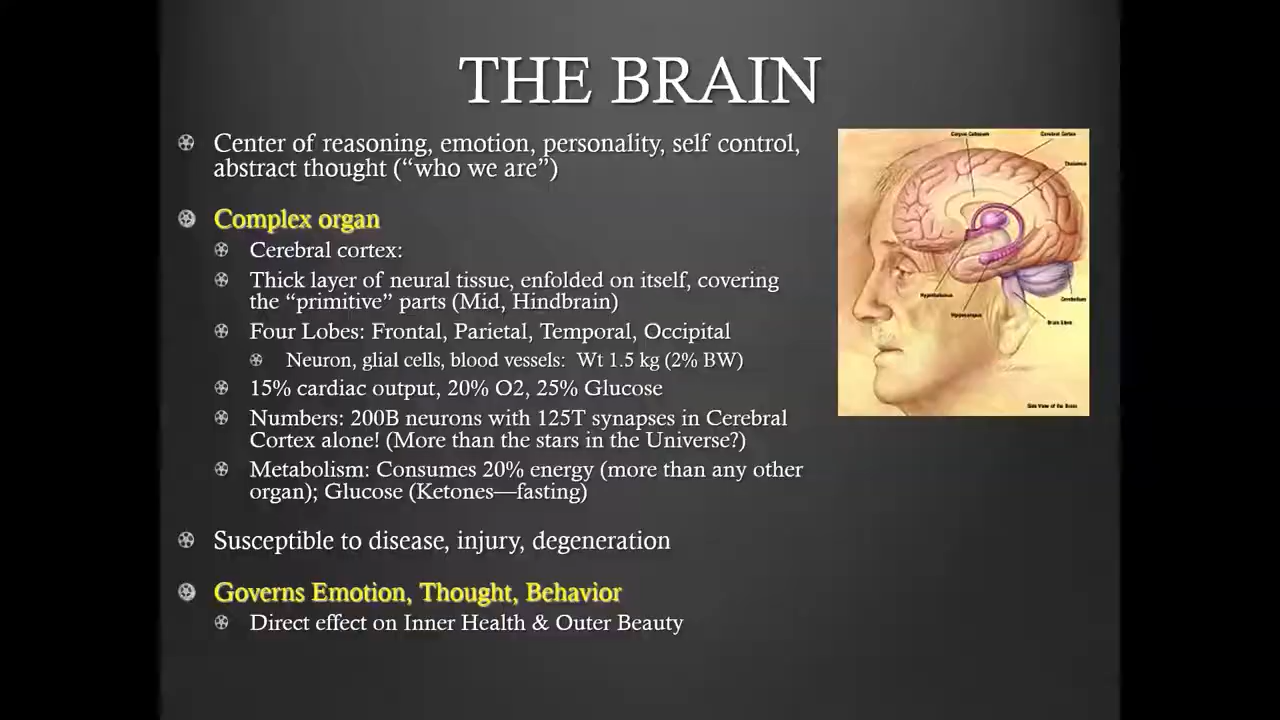 THE BRAIN
Center of reasoning, emotion, personality, self control,
abstract thought (“who we are”)
Complex organ
Cerebral cortex:
Thick layer of neural tissue, enfolded on itself, covering
the “primitive” parts (Mid, Hindbrain)
Four Lobes: Frontal, Parietal, Temporal, Occipital
Neuron, glial cells, blood vessels: Wt 1.5 kg (2% BW)
15% cardiac output, 20% O2, 25% Glucose
Numbers: 200B neurons with 125T synapses in Cerebral
Cortex alone! (More than the stars in the Universe?)
Metabolism: Consumes 20% energy (more than any other
organ); Glucose (Ketones—fasting)
Susceptible to disease, injury, degeneration
Governs Emotion, Thought, Behavior
Direct effect on Inner Health & Outer Beauty
Corpus Callosum
Cerebral Cortex
Thalamus
Hypothalamus
Cerebellum
Hippocampus
Brain
Side View of the Brain